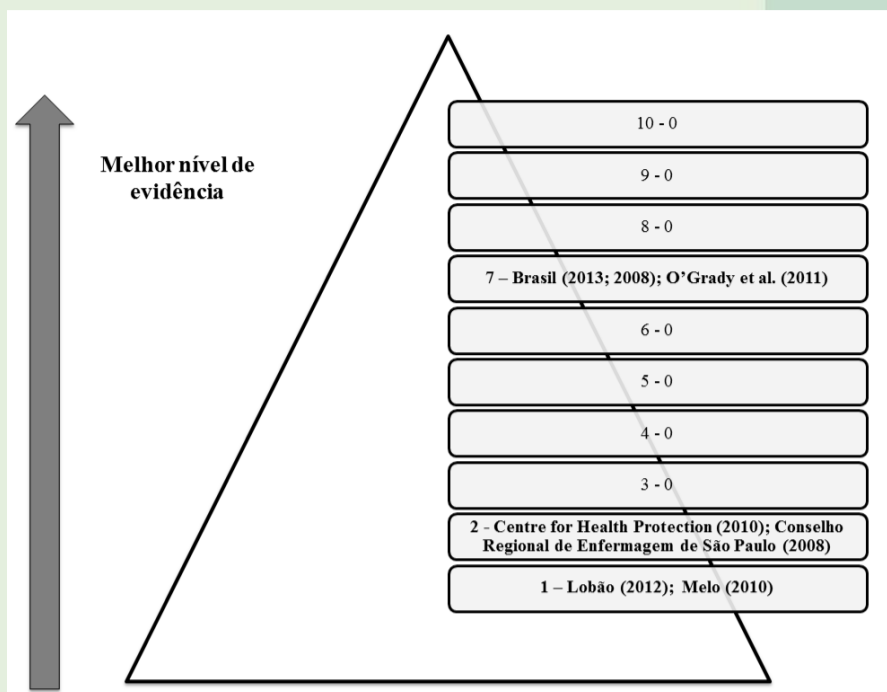 Melhor nível de
evidência
10 - 0
9 - 0
8 - 0
7 – Brasil (2013; 2008); O’Grady et al. (2011)
6 - 0
5 - 0
4 - 0
3 - 0
2 - Centre for Health Protection (2010); Conselho
Regional de Enfermagem de São Paulo (2008)
1 – Lobão (2012); Melo (2010)